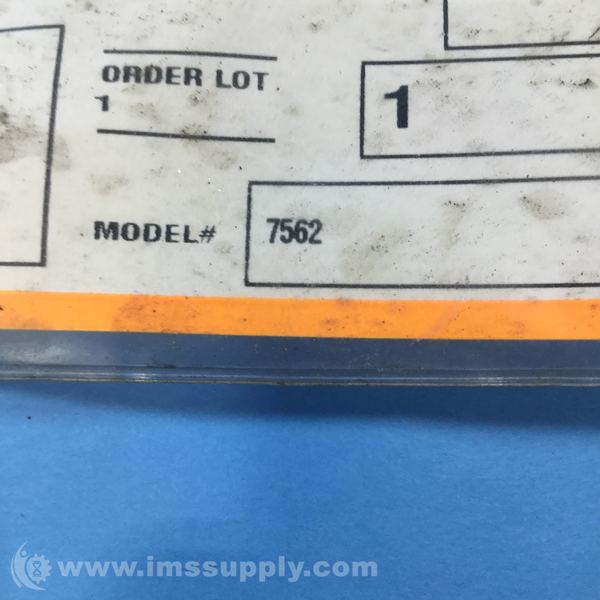 ORDER LOT
1
1
MODEL# 7562
www.imssupply.com